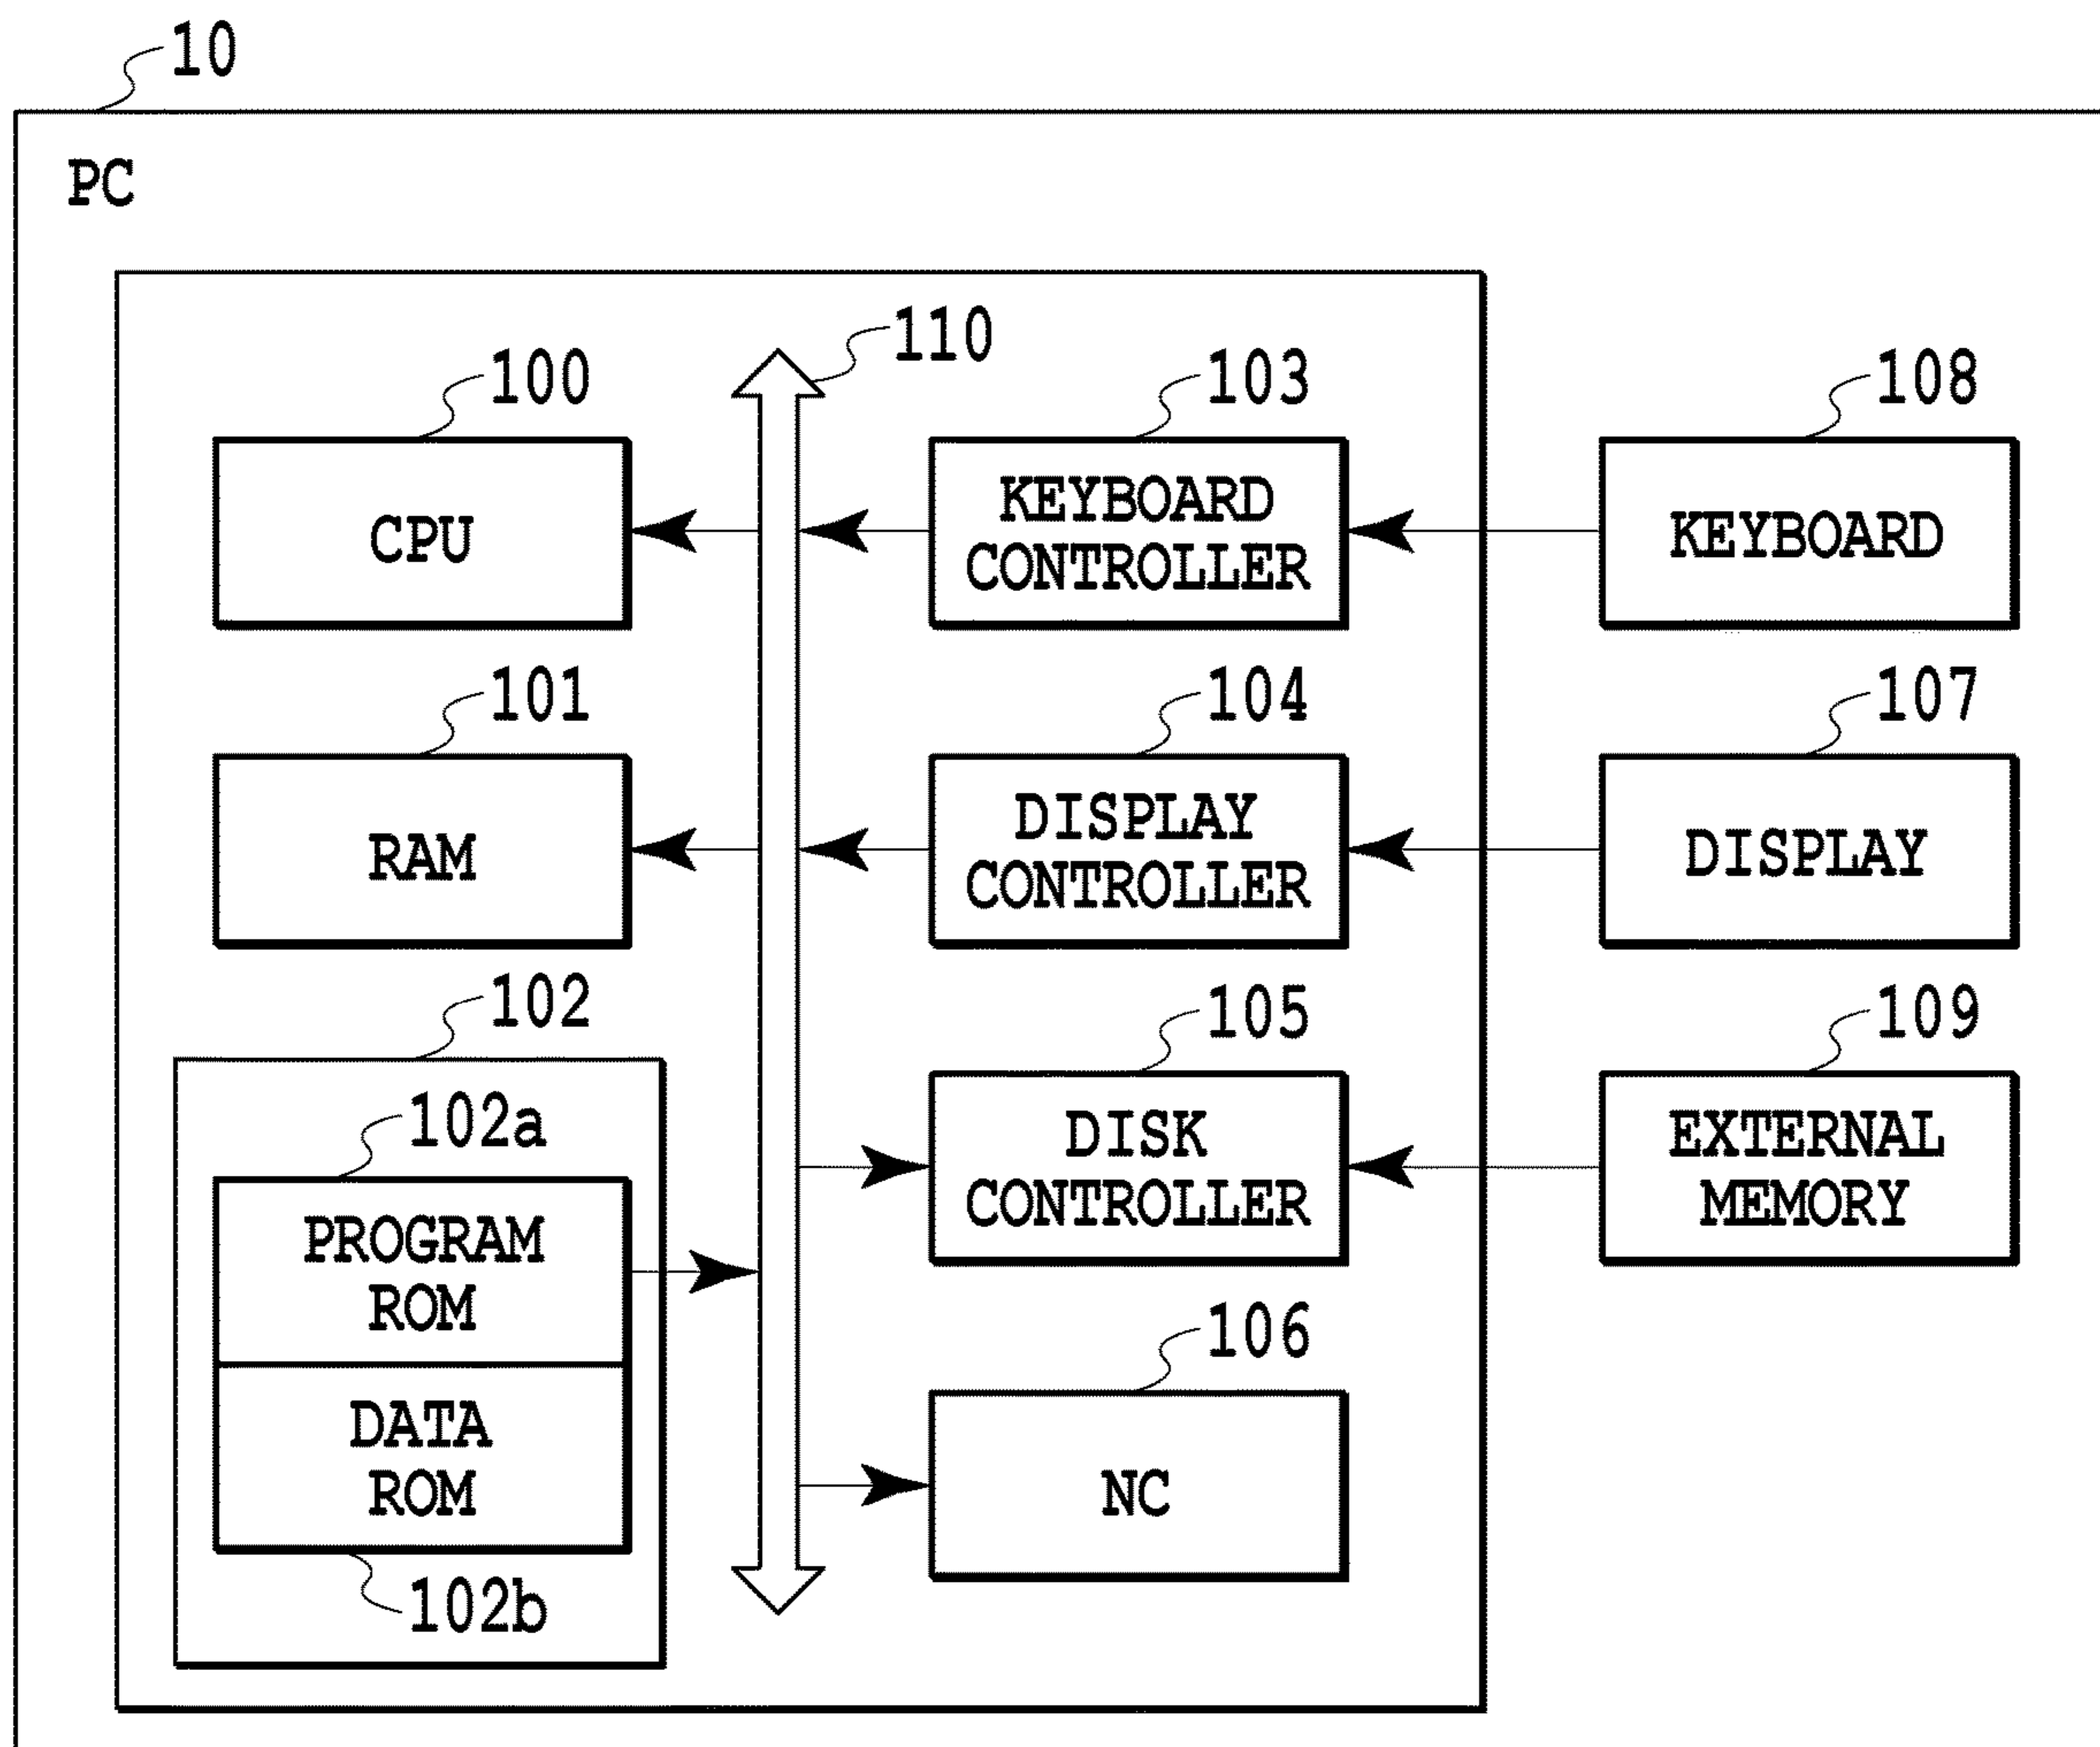 10
PC
110
100
103
108
CPU
KEYBOARD
CONTROLLER
KEYBOARD
101
104
107
RAM
DISPLAY
CONTROLLER
DISPLAY
102
105
109
102a
DISK
CONTROLLER
EXTERNAL
MEMORY
PROGRAM
ROM
106
DATA
ROM
NC
102b